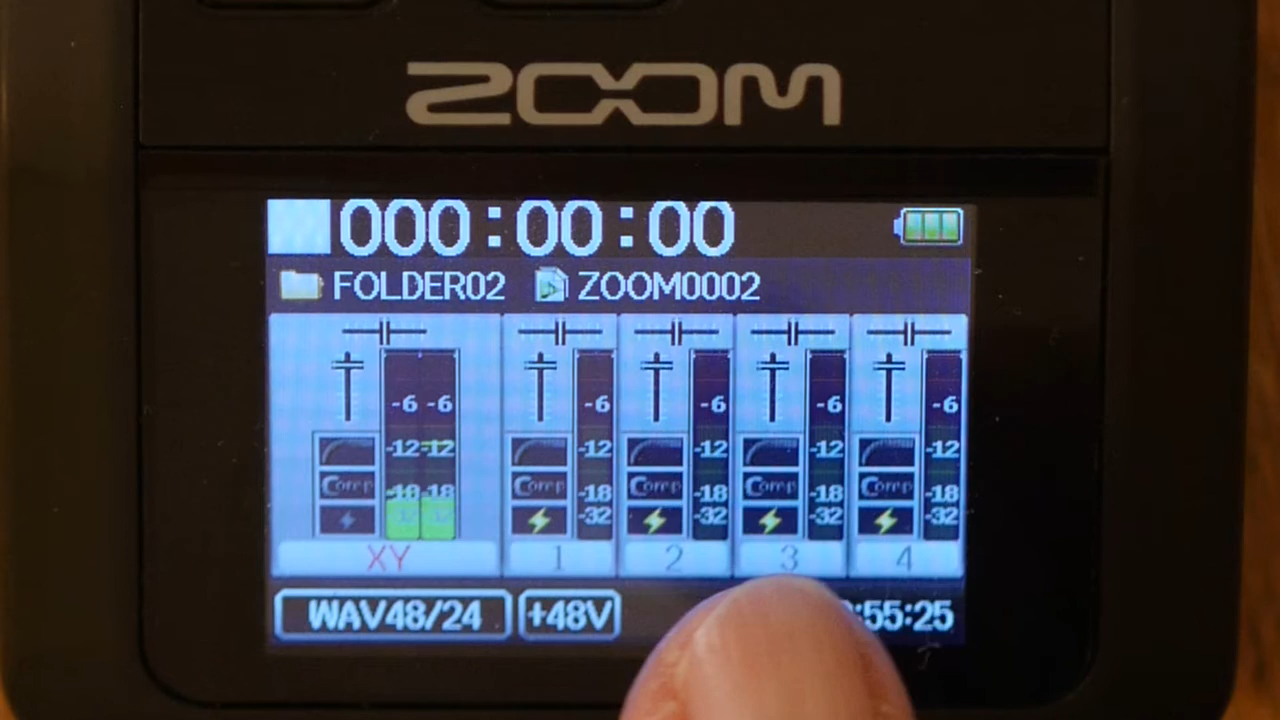 ZOOM
000:00:00
FOLDER02 ZOOM0002
-6 -6 -6 -6 -6 -6
-12 -12 -12 -12 -12 -12
Comp -18 -18 Comp -18 Comp -18 Comp -18 Comp -18
-32 -32 -32 -32
XY 1 2 3 4
WAV48/24 +48V :55:25